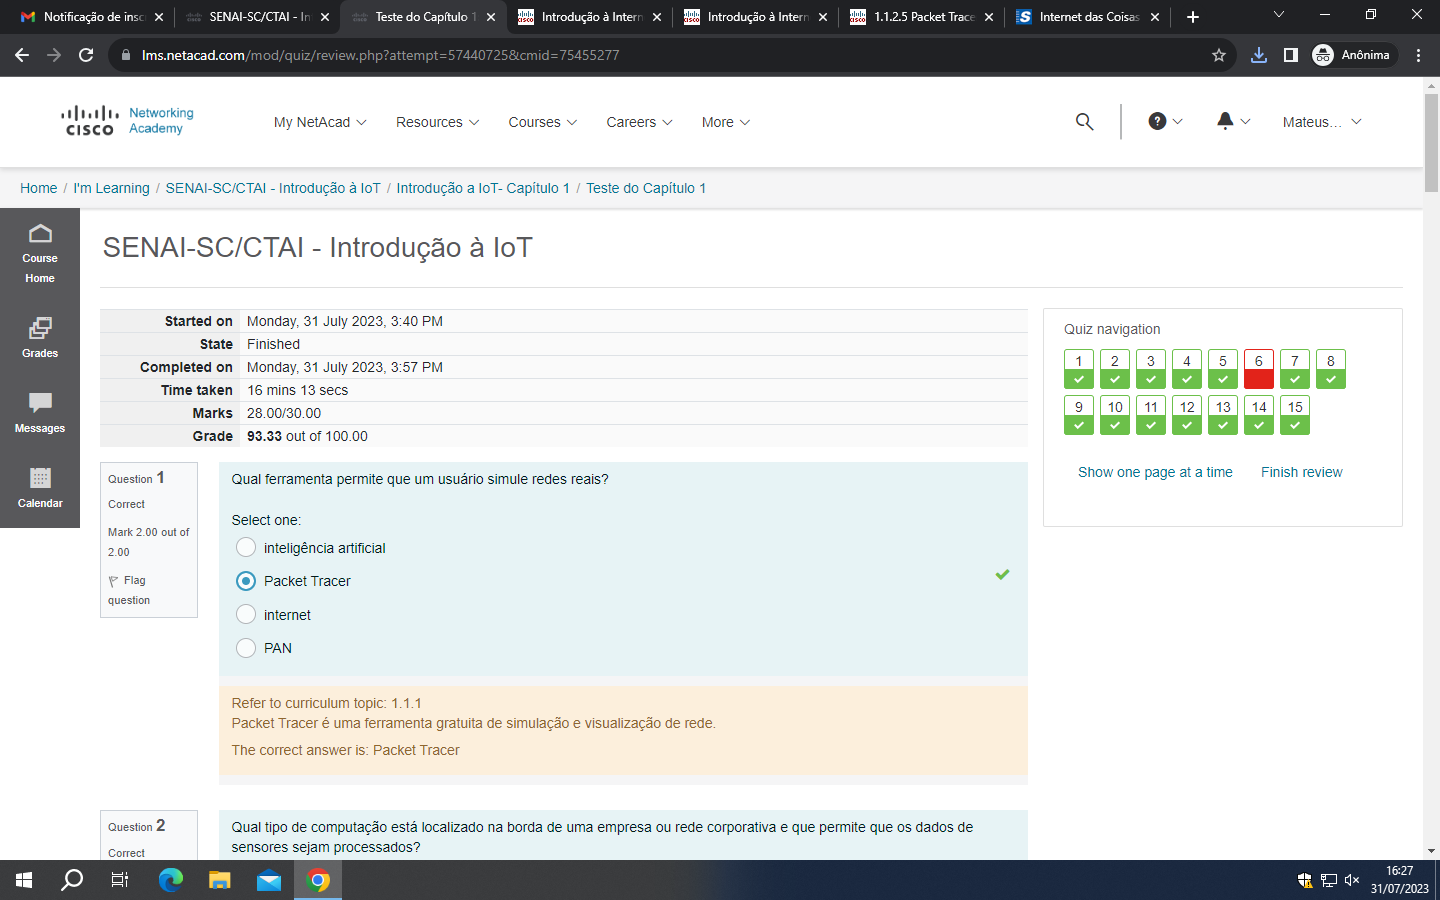 Notificação de insc
SENAI-SC/CTAI - In
Teste do Capítulo 1
Introdução à Intern
Introdução à Intern
1.1.2.5 Packet Trace
Internet das Coisas
lms.netacad.com/mod/quiz/review.php?attempt=57440725&cmid=75455277
Anônima
cisco
Networking
Academy
My NetAcad
Resources
Courses
Careers
More
Mateus...
Home / I'm Learning / SENAI-SC/CTAI - Introdução à IoT / Introdução a IoT- Capítulo 1 / Teste do Capítulo 1
Course
Home
Grades
Messages
Calendar
SENAI-SC/CTAI - Introdução à IoT
Started on Monday, 31 July 2023, 3:40 PM
State Finished
Completed on Monday, 31 July 2023, 3:57 PM
Time taken 16 mins 13 secs
Marks 28.00/30.00
Grade 93.33 out of 100.00
Quiz navigation
1 2 3 4 5 6 7 8
9 10 11 12 13 14 15
Show one page at a time
Finish review
Question 1
Correct
Mark 2.00 out of
2.00
Flag
question
Qual ferramenta permite que um usuário simule redes reais?
Select one:
inteligência artificial
Packet Tracer
internet
PAN
Refer to curriculum topic: 1.1.1
Packet Tracer é uma ferramenta gratuita de simulação e visualização de rede.
The correct answer is: Packet Tracer
Question 2
Correct
Qual tipo de computação está localizado na borda de uma empresa ou rede corporativa e que permite que os dados de
sensores sejam processados?
16:27
31/07/2023